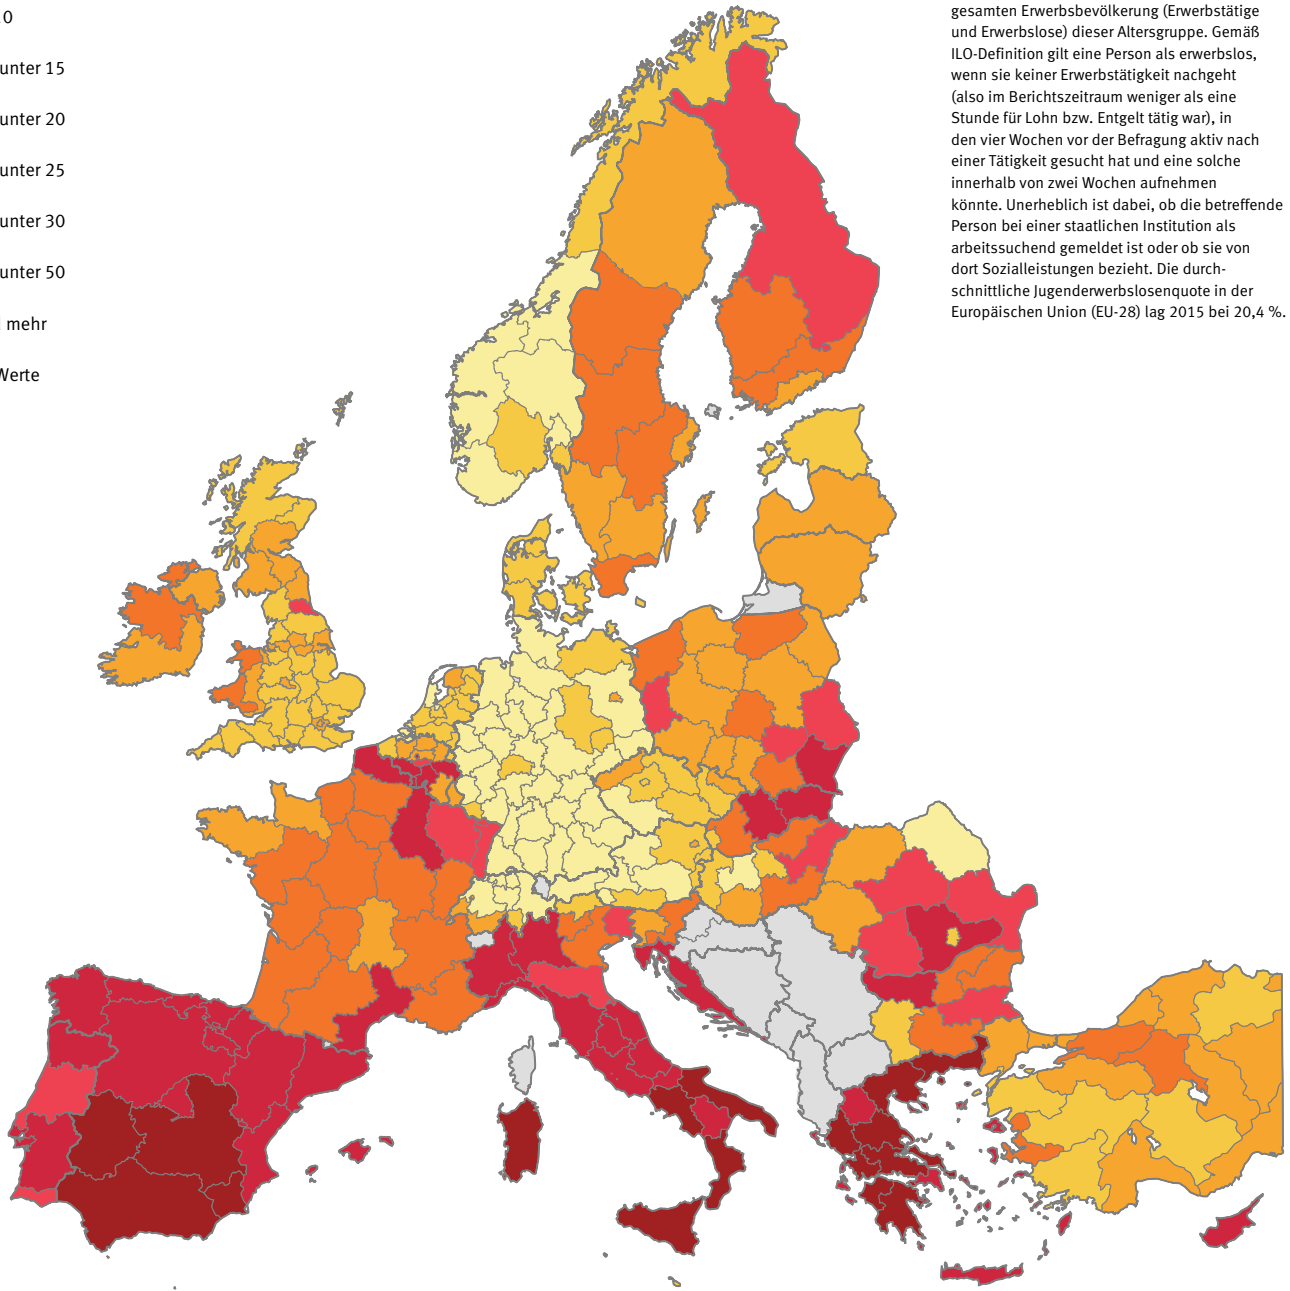 0
unter 15
unter 20
unter 25
unter 30
unter 50
mehr
Werte
gesamten Erwerbsbevölkerung (Erwerbstätige
und Erwerbslose) dieser Altersgruppe. Gemäß
ILO-Definition gilt eine Person als erwerbslos,
wenn sie keiner Erwerbstätigkeit nachgeht
(also im Berichtszeitraum weniger als eine
Stunde für Lohn bzw. Entgelt tätig war), in
den vier Wochen vor der Befragung aktiv nach
einer Tätigkeit gesucht hat und eine solche
innerhalb von zwei Wochen aufnehmen
könnte. Unerheblich ist dabei, ob die betreffende
Person bei einer staatlichen Institution als
arbeitssuchend gemeldet ist oder ob sie von
dort Sozialleistungen bezieht. Die durch-
schnittliche Jugenderwerbslosenquote in der
Europäischen Union (EU-28) lag 2015 bei 20,4 %.